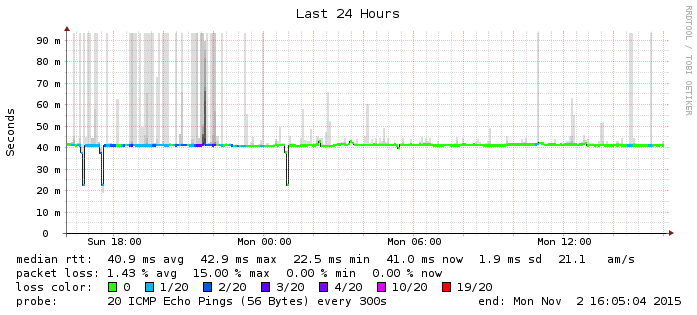 Last 24 Hours
RRDTOOL / TOBI OETIKER
Seconds
90 m
80 m
70 m
60 m
50 m
40 m
30 m
20 m
10 m
0
Sun 18:00 Mon 00:00 Mon 06:00 Mon 12:00
median rtt: 40.9 ms avg 42.9 ms max 22.5 ms min 41.0 ms now 1.9 ms sd 21.1 am/s
packet loss: 1.43 % avg 15.00 % max 0.00 % min 0.00 % now
loss color: 0 1/20 2/20 3/20 4/20 10/20 19/20
probe: 20 ICMP Echo Pings (56 Bytes) every 300s end: Mon Nov 2 16:05:04 2015